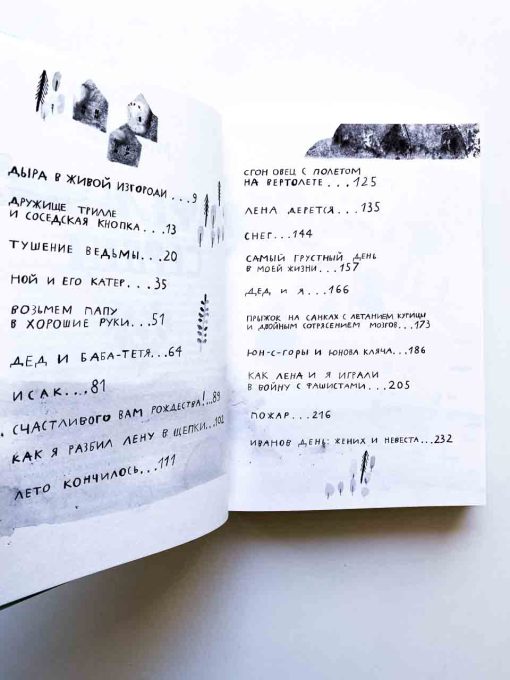 ДЫРА В ЖИВОЙ ИЗГОРОДИ...9
ДРУЖИЩЕ ТРИЛЛЕ
И СОСЕДСКАЯ КНОПКА...13
ТУШЕНИЕ ВЕДЬМЫ...20
НОЙ И ЕГО КАТЕР...35
ВОЗЬМЕМ ПАПУ
В ХОРОШИЕ РУКИ...51
ДЕД И БАБА-ТЕТЯ...64
ИСАК...81
СЧАСТЛИВОГО ВАМ РОЖДЕСТВА!...89
КАК Я РАЗБИЛ ЛЕНУ В ЩЕПКИ...102
ЛЕТО КОНЧИЛОСЬ...111
СГОН ОВЕЦ С ПОЛЕТОМ
НА ВЕРТОЛЕТЕ...125
ЛЕНА ДЕРЕТСЯ...135
СНЕГ...144
САМЫЙ ГРУСТНЫЙ ДЕНЬ
В МОЕЙ ЖИЗНИ...157
ДЕД И Я...166
ПРЫЖОК НА САНКАХ С ЛЕТАНИЕМ КУРИЦЫ
И ДВОЙНЫМ СОТРЯСЕНИЕМ МОЗГОВ...173
ЮН-С-ГОРЫ И ЮНОВА КЛЯЧА...186
КАК ЛЕНА И Я ИГРАЛИ
В ВОЙНУ С ФАШИСТАМИ...205
ПОЖАР...216
ИВАНОВ ДЕНЬ: ЖЕНИХ И НЕВЕСТА...232